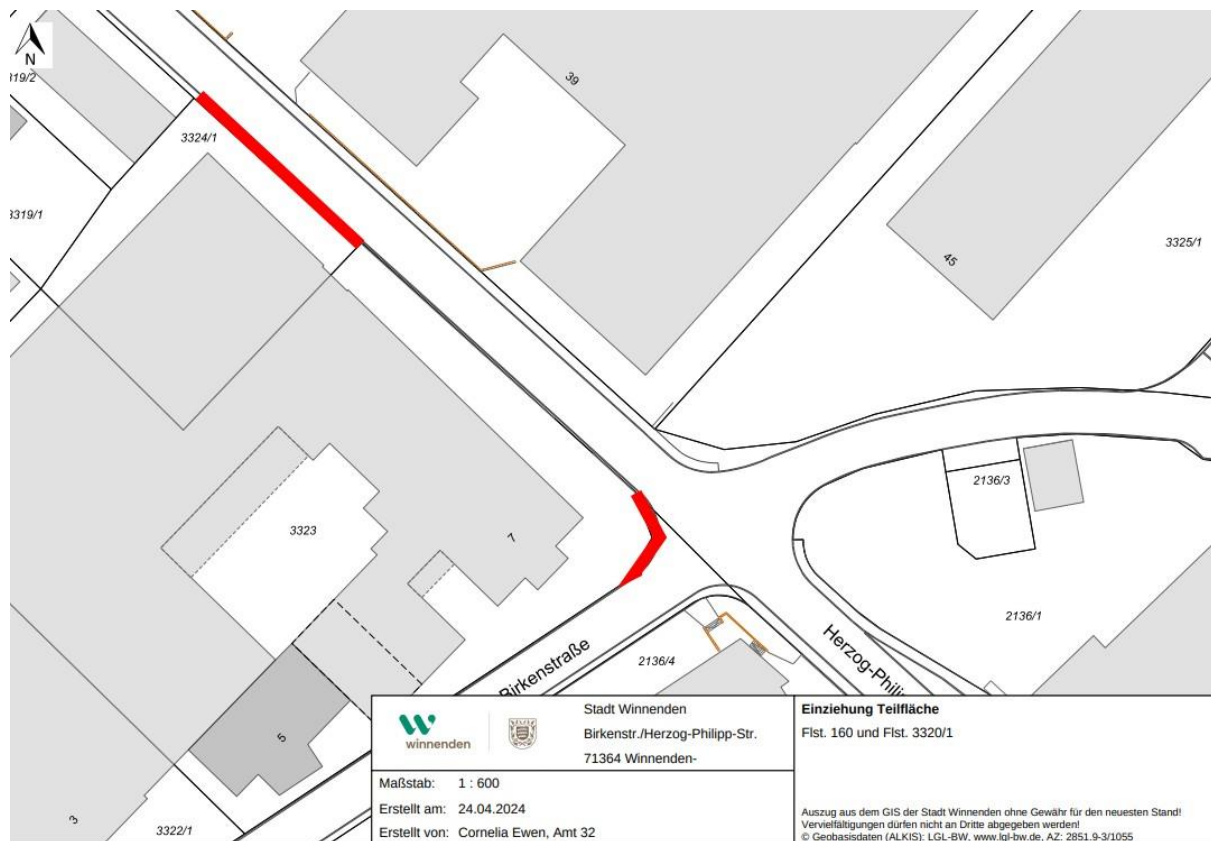 N
319/2
39
3324/1
3319/1
3325/1
45
2136/3
3323
7
2136/1
Birkenstraße
2136/4
Herzog-Philip
5
3
3322/1
winnenden
Stadt Winnenden
Birkenstr./Herzog-Philipp-Str.
71364 Winnenden-
Maßstab: 1 : 600
Erstellt am: 24.04.2024
Erstellt von: Cornelia Ewen, Amt 32
Einziehung Teilfläche
Flst. 160 und Flst. 3320/1
Auszug aus dem GIS der Stadt Winnenden ohne Gewähr für den neuesten Stand!
Vervielfältigungen dürfen nicht an Dritte abgegeben werden!
© Geobasisdaten (ALKIS): LGL-BW, www.lgl-bw.de, AZ: 2851.9-3/1055